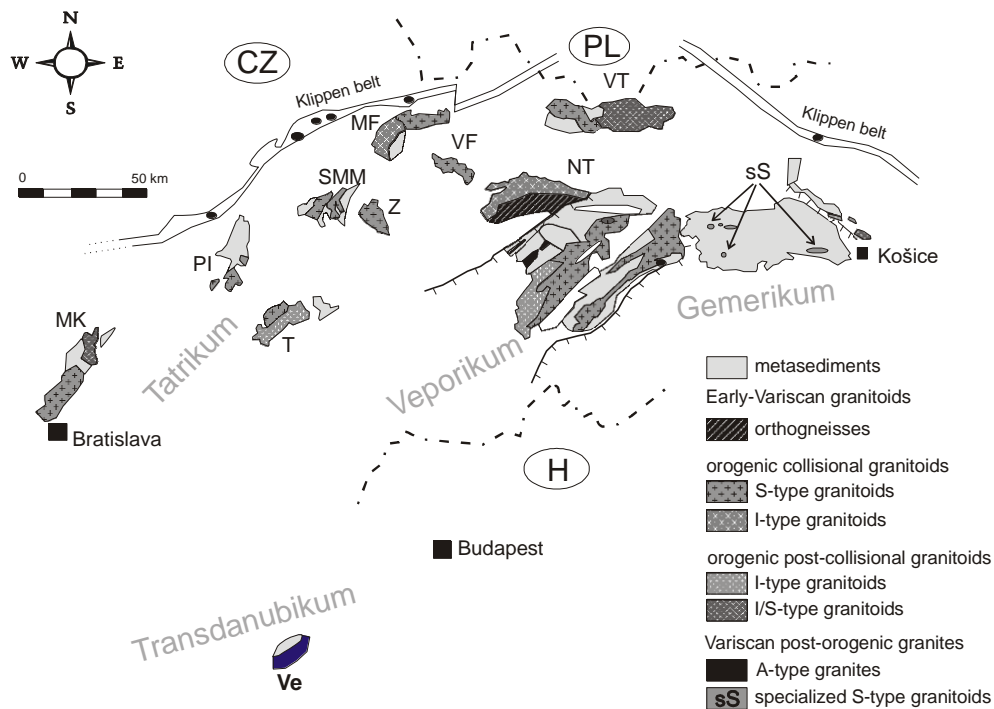 N
W E
S
CZ
PL
Klippen belt
MF
VT
Klippen belt
VF
0 50 km
SMM
Z
NT
sS
PI
Košice
Gemerikum
MK
Tatrikum
T
Veporikum
Bratislava
H
Budapest
Transdanubikum
Ve
metasediments
Early-Variscan granitoids
orthogneisses
orogenic collisional granitoids
S-type granitoids
I-type granitoids
orogenic post-collisional granitoids
I-type granitoids
I/S-type granitoids
Variscan post-orogenic granites
A-type granites
sS specialized S-type granitoids